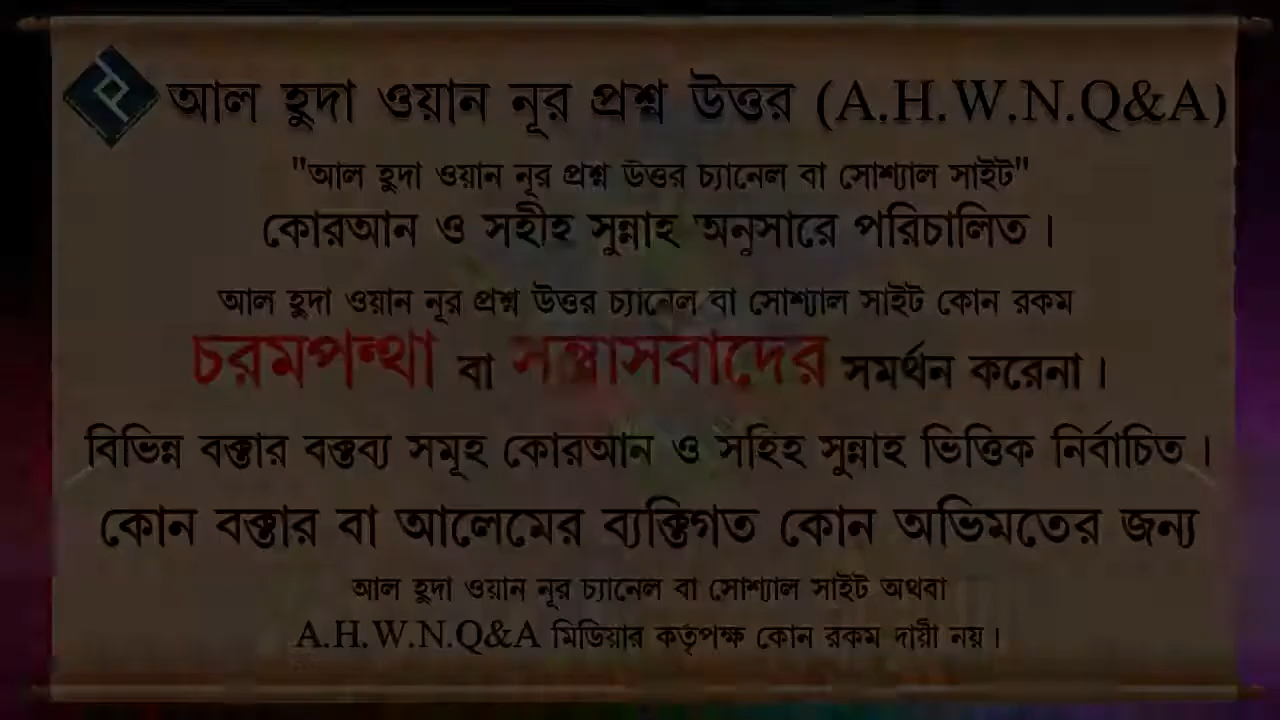 আল হুদা ওয়ান নূর প্রশ্ন উত্তর (A.H.W.N.Q&A)
"আল হুদা ওয়ান নূর প্রশ্ন উত্তর চ্যানেল বা সোশ্যাল সাইট"
কোরআন ও সহীহ সুন্নাহ অনুসারে পরিচালিত।
আল হুদা ওয়ান নূর প্রশ্ন উত্তর চ্যানেল বা সোশ্যাল সাইট কোন রকম
চরমপন্থা বা সন্ত্রাসবাদের সমর্থন করেনা।
বিভিন্ন বক্তার বক্তব্য সমূহ কোরআন ও সহিহ সুন্নাহ ভিত্তিক নির্বাচিত।
কোন বক্তার বা আলেমের ব্যক্তিগত কোন অভিমতের জন্য
আল হুদা ওয়ান নূর চ্যানেল বা সোশ্যাল সাইট অথবা
A.H.W.N.Q&A মিডিয়ার কর্তৃপক্ষ কোন রকম দায়ী নয়।